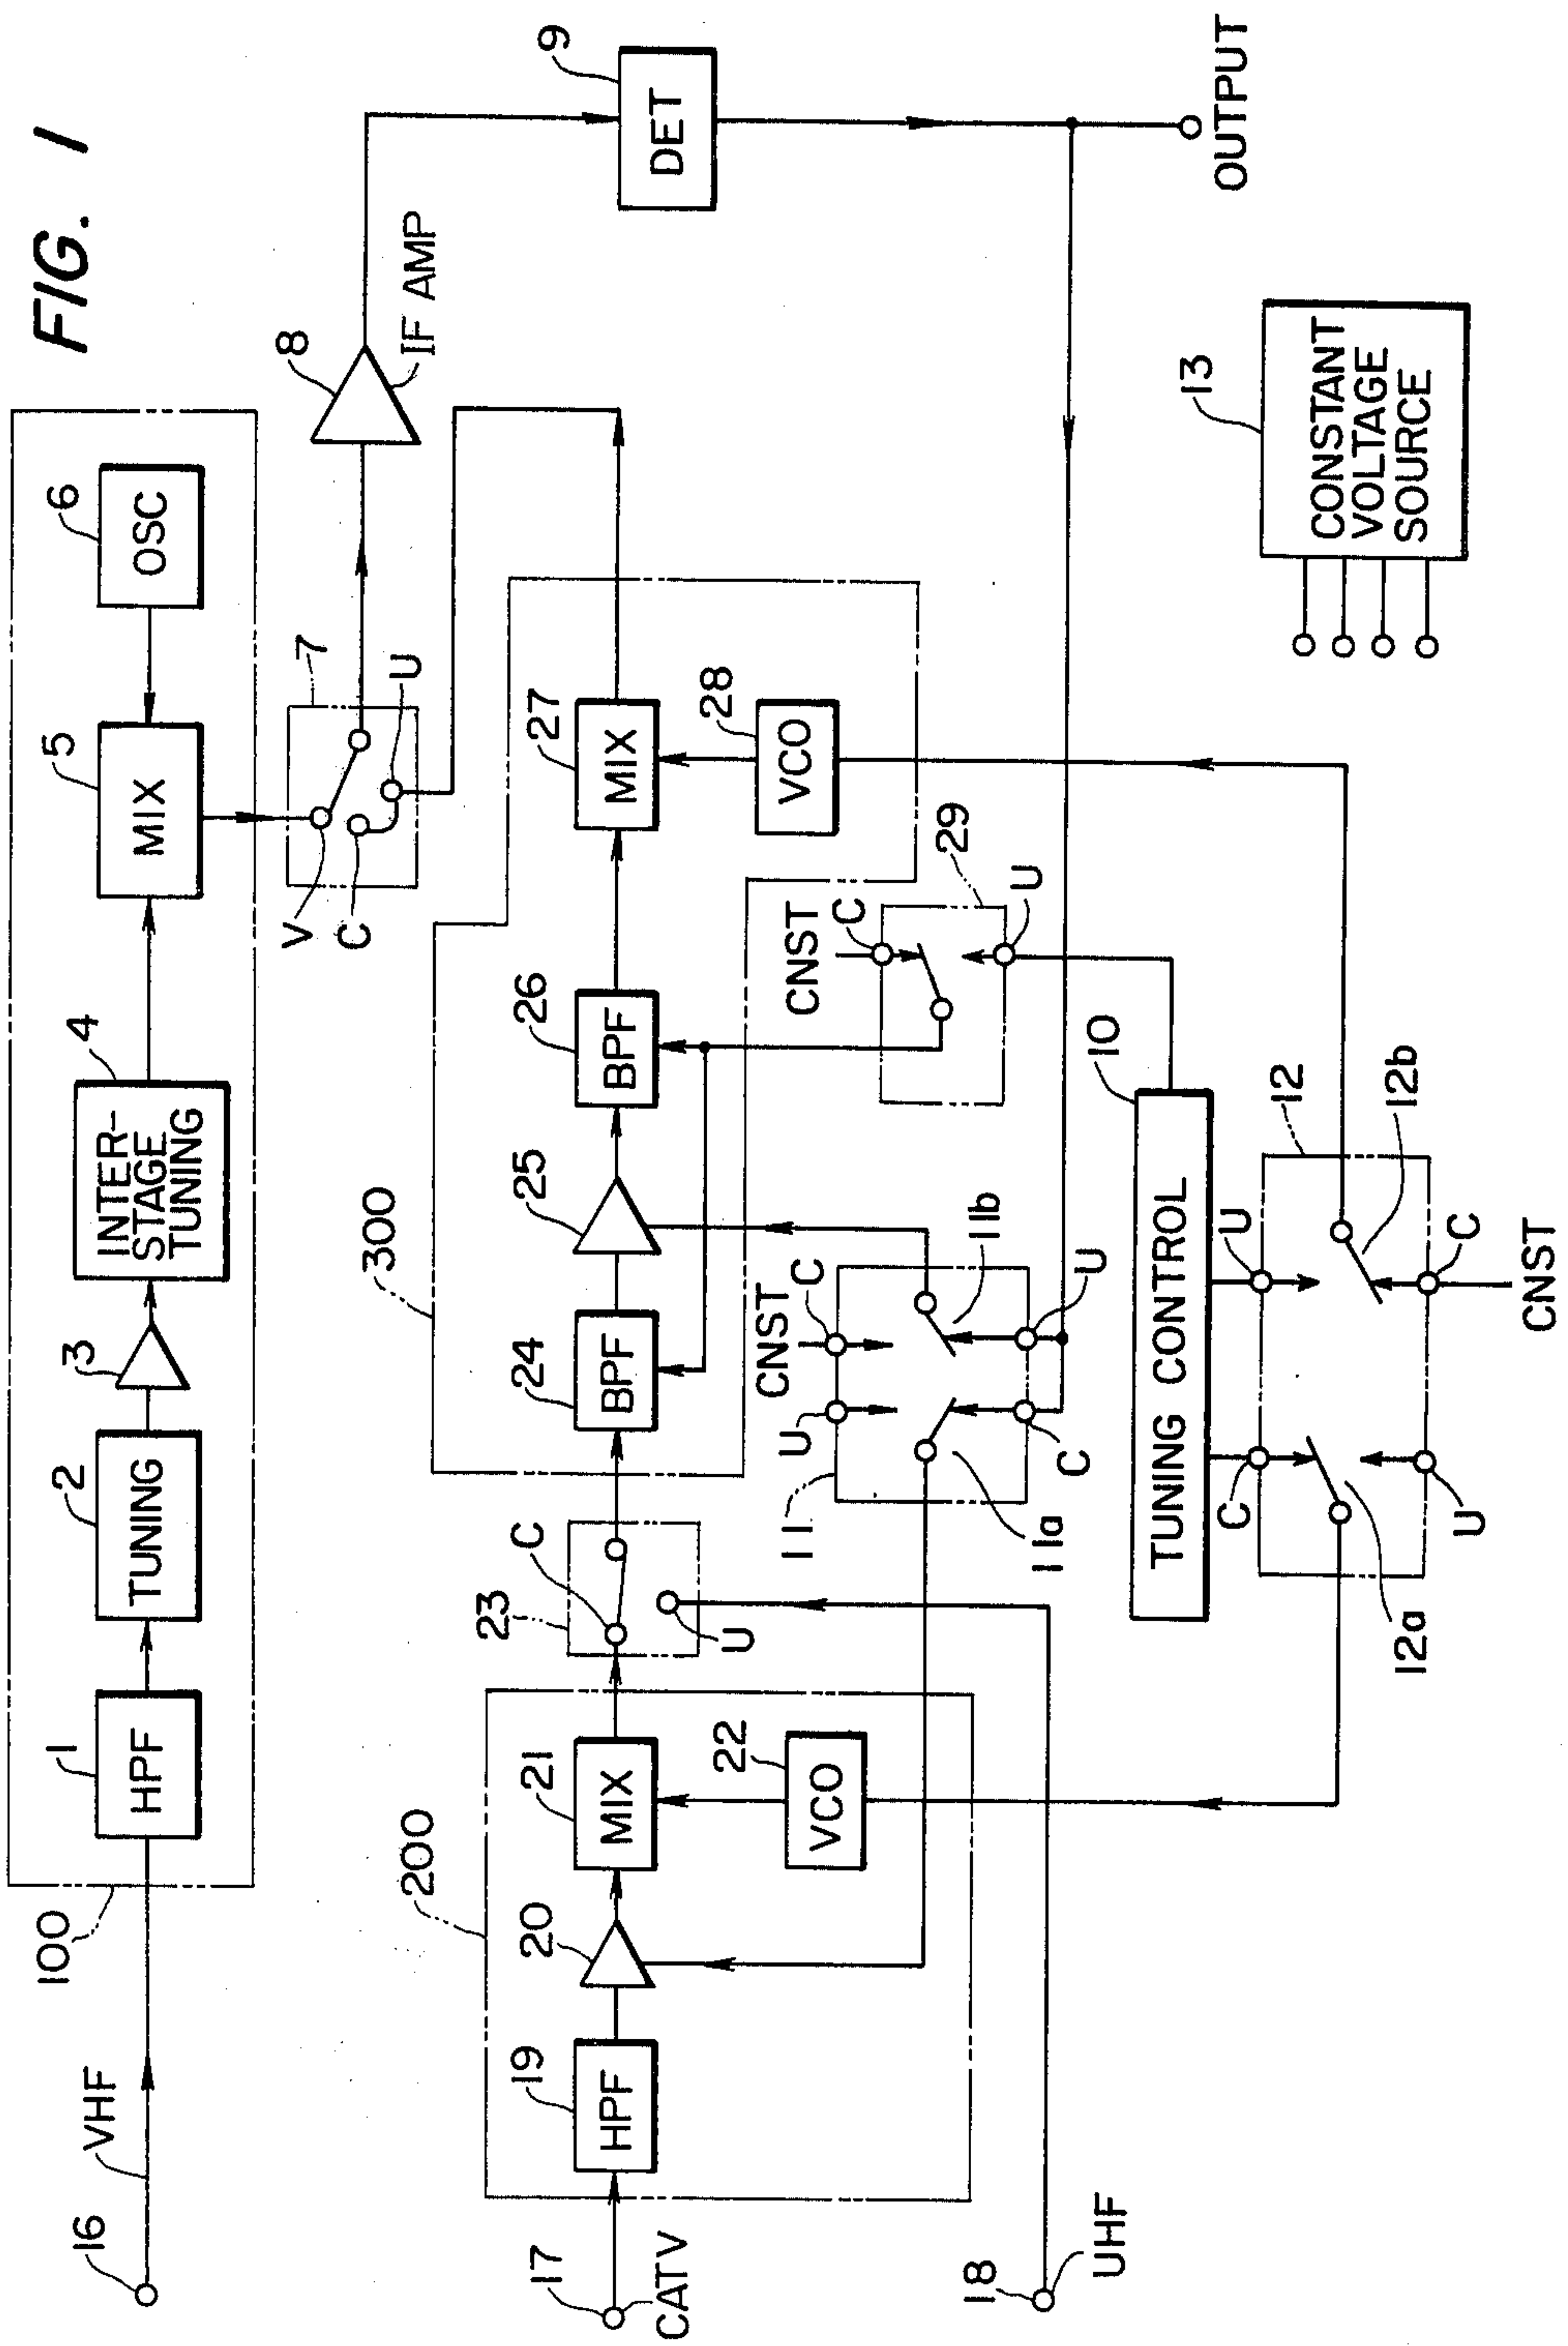 FIG. 1
16
VHF
100
1
HPF
2
TUNING
3
4
INTER-
STAGE
TUNING
5
MIX
6
OSC
7
V
C
U
8
IF AMP
9
DET
OUTPUT
17
CATV
200
19
HPF
20
21
MIX
22
VCO
23
C
U
300
24
BPF
25
26
BPF
27
MIX
28
VCO
29
CNST
C
U
18
UHF
11
CNST
U
C
C
U
11a
11b
10
TUNING CONTROL
12
C
U
U
C
12a
12b
CNST
13
CONSTANT
VOLTAGE
SOURCE